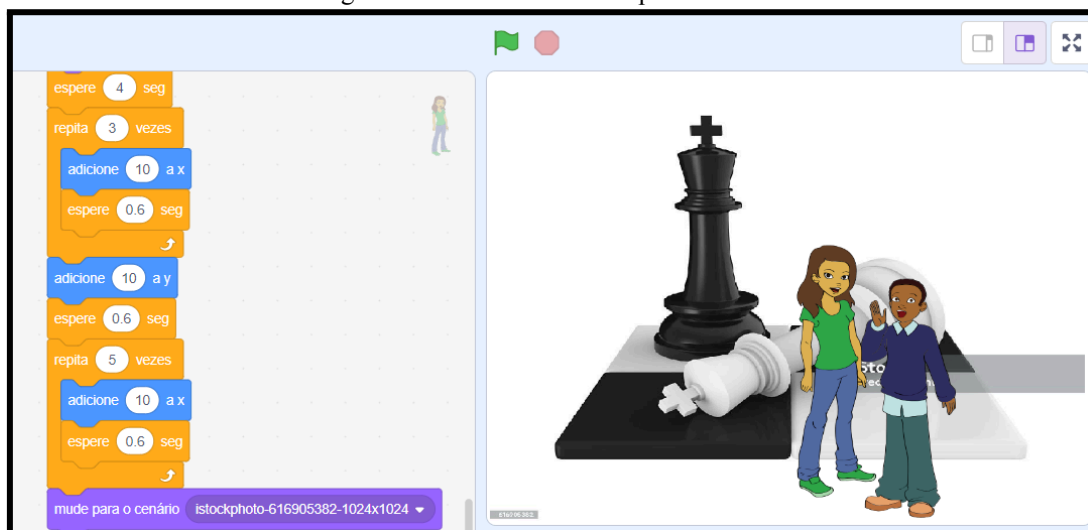 espere 4 seg
repita 3 vezes
adicione 10 a x
espere 0.6 seg
adicione 10 a y
espere 0.6 seg
repita 5 vezes
adicione 10 a x
espere 0.6 seg
mude para o cenário istockphoto-616905382-1024x1024
616905382